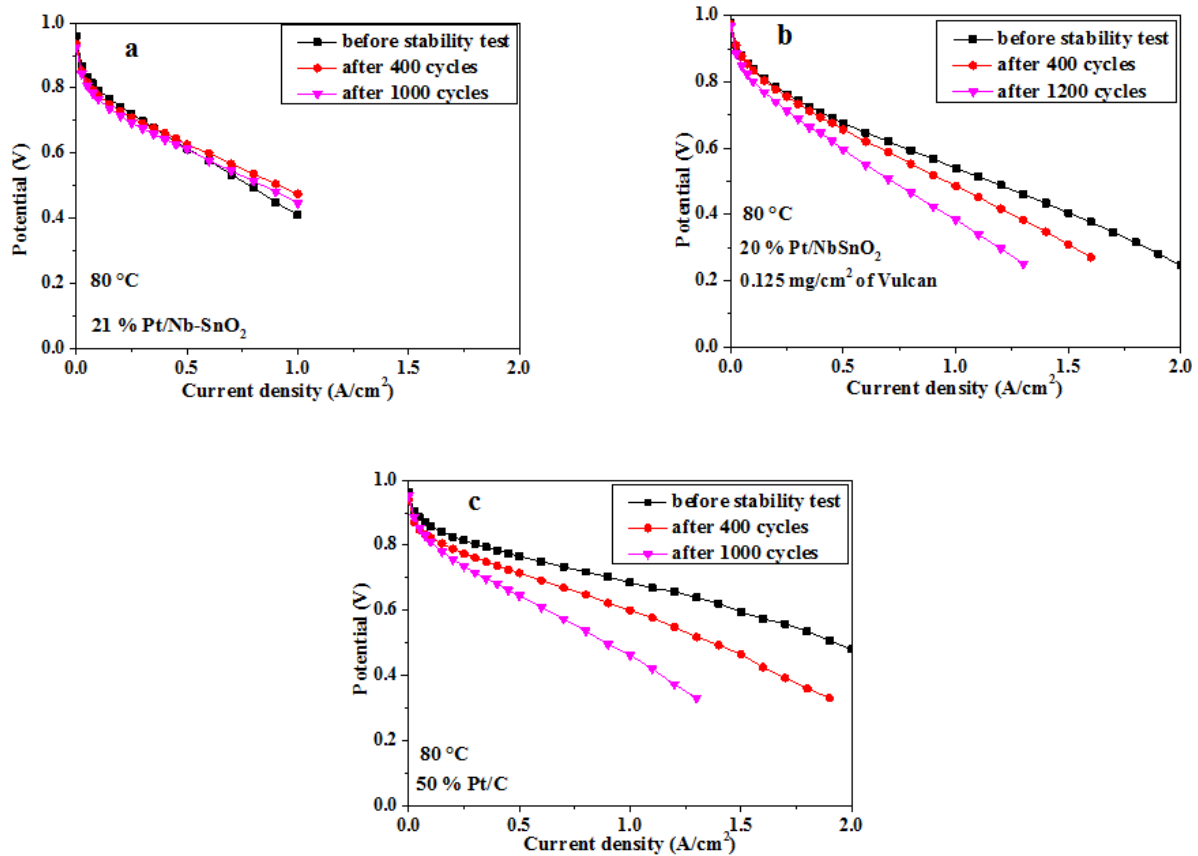 a
before stability test
after 400 cycles
after 1000 cycles
1.0
0.8
0.6
0.4
0.2
0.0
Potential (V)
80 °C
21 % Pt/Nb-SnO₂
0.0 0.5 1.0 1.5 2.0
Current density (A/cm²)
b
before stability test
after 400 cycles
after 1200 cycles
1.0
0.8
0.6
0.4
0.2
0.0
Potential (V)
80 °C
20 % Pt/NbSnO₂
0.125 mg/cm² of Vulcan
0.0 0.5 1.0 1.5 2.0
Current density (A/cm²)
c
before stability test
after 400 cycles
after 1000 cycles
1.0
0.8
0.6
0.4
0.2
0.0
Potential (V)
80 °C
50 % Pt/C
0.0 0.5 1.0 1.5 2.0
Current density (A/cm²)